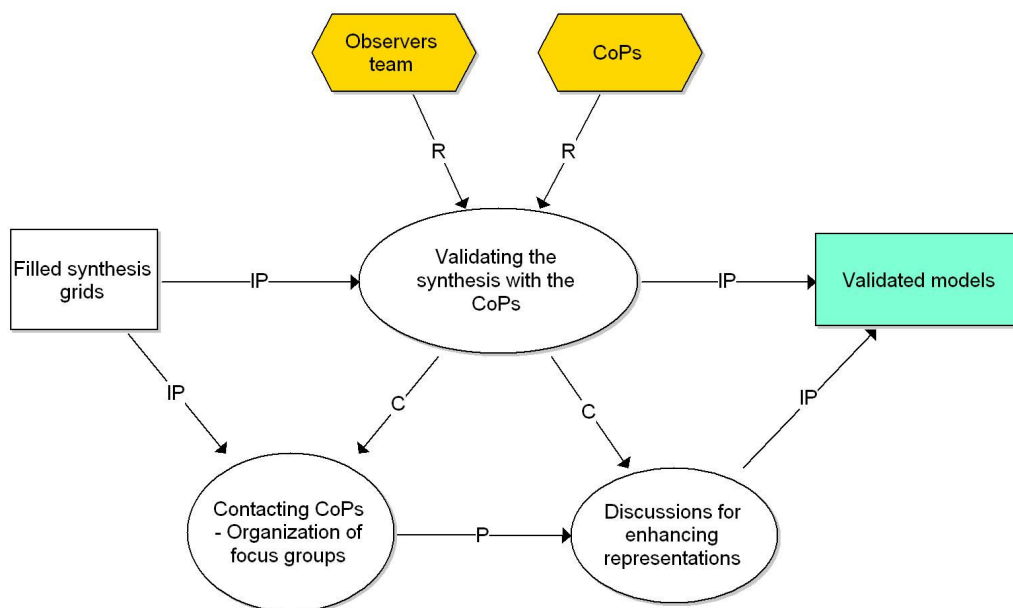 Observers
team
CoPs
R
R
Filled synthesis
grids
IP
Validating the
synthesis with the
CoPs
IP
Validated models
IP
C
C
IP
Contacting CoPs
- Organization of
focus groups
P
Discussions for
enhancing
representations